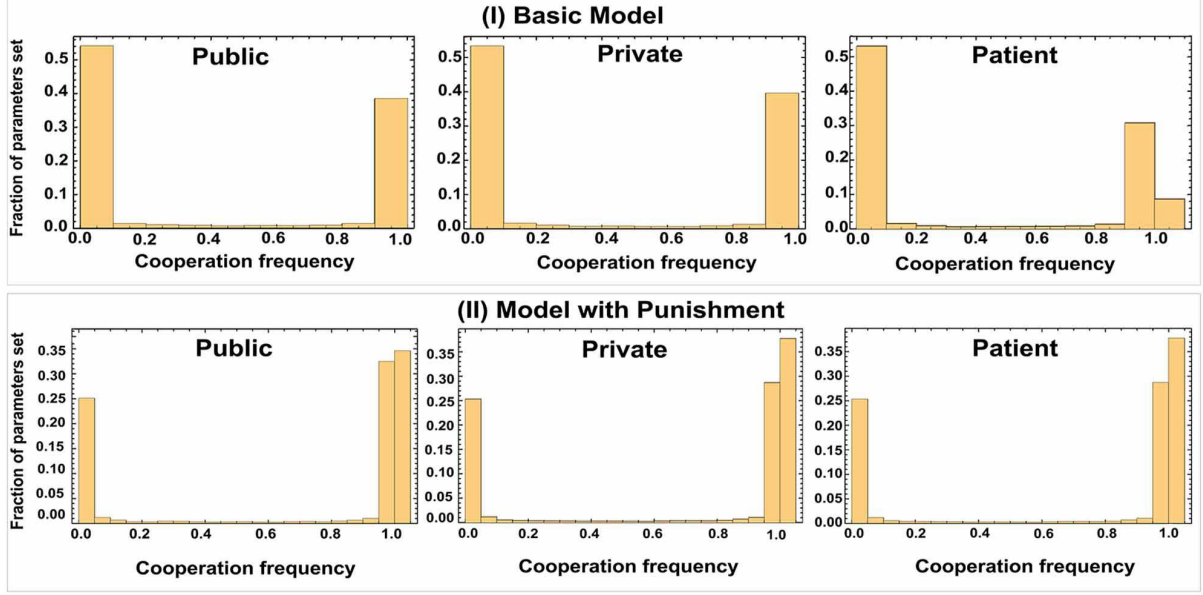 (I) Basic Model
Public
Fraction of parameters set
0.5
0.4
0.3
0.2
0.1
0.0
0.0 0.2 0.4 0.6 0.8 1.0
Cooperation frequency
Private
0.5
0.4
0.3
0.2
0.1
0.0
0.0 0.2 0.4 0.6 0.8 1.0
Cooperation frequency
Patient
0.5
0.4
0.3
0.2
0.1
0.0
0.0 0.2 0.4 0.6 0.8 1.0
Cooperation frequency
(II) Model with Punishment
Public
Fraction of parameters set
0.35
0.30
0.25
0.20
0.15
0.10
0.05
0.00
0.0 0.2 0.4 0.6 0.8 1.0
Cooperation frequency
Private
0.35
0.30
0.25
0.20
0.15
0.10
0.05
0.00
0.0 0.2 0.4 0.6 0.8 1.0
Cooperation frequency
Patient
0.35
0.30
0.25
0.20
0.15
0.10
0.05
0.00
0.0 0.2 0.4 0.6 0.8 1.0
Cooperation frequency